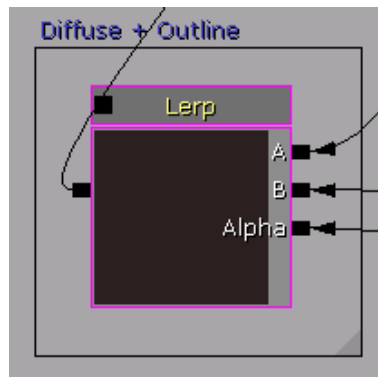 Diffuse + Outline
Lerp
A
B
Alpha